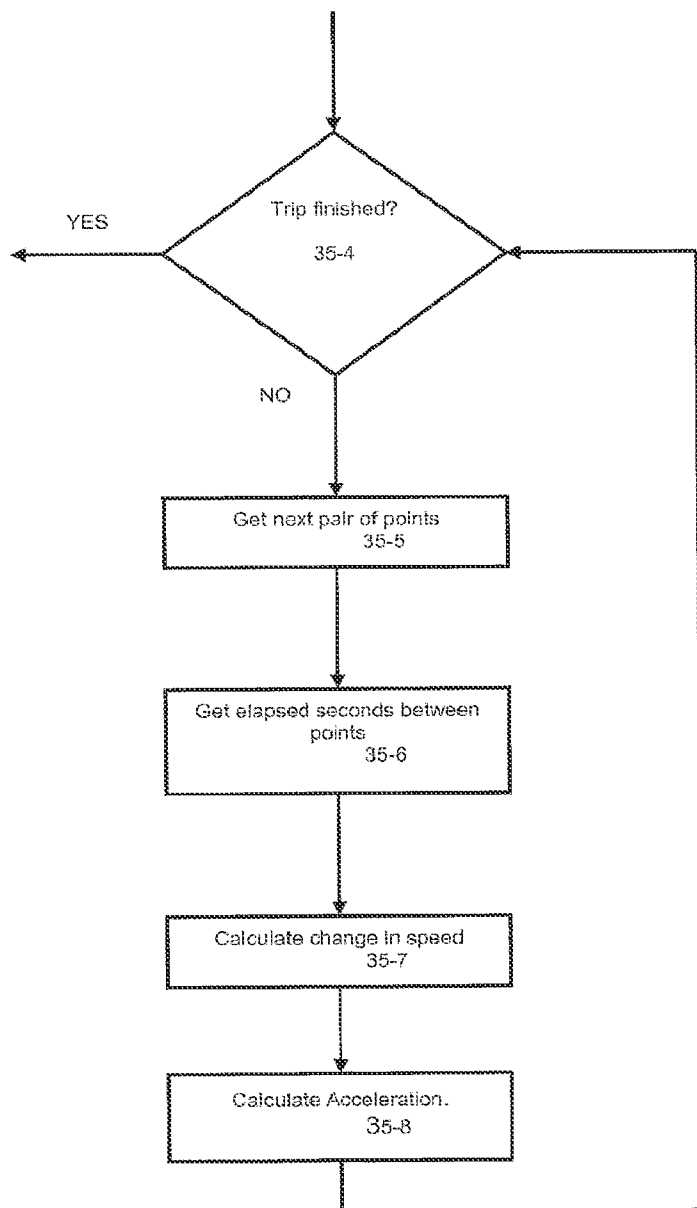 Trip finished?
YES
35-4
NO
Get next pair of points
35-5
Get elapsed seconds between
points
35-6
Calculate change in speed
35-7
Calculate Acceleration.
35-8